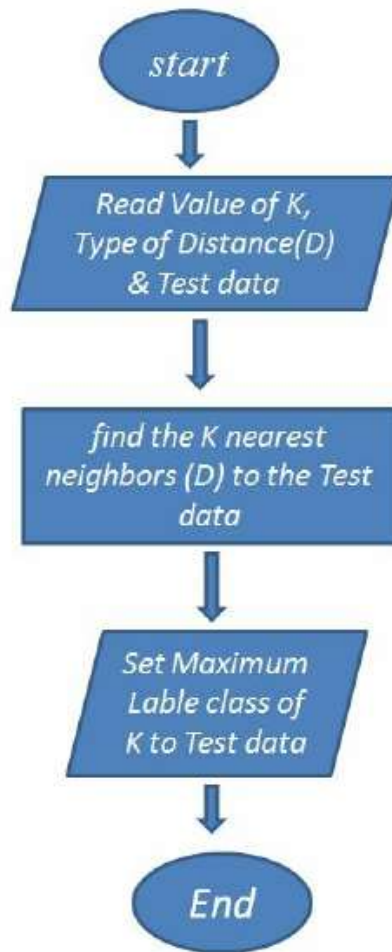 start
Read Value of K,
Type of Distance(D)
& Test data
find the K nearest
neighbors (D) to the Test
data
Set Maximum
Lable class of
K to Test data
End